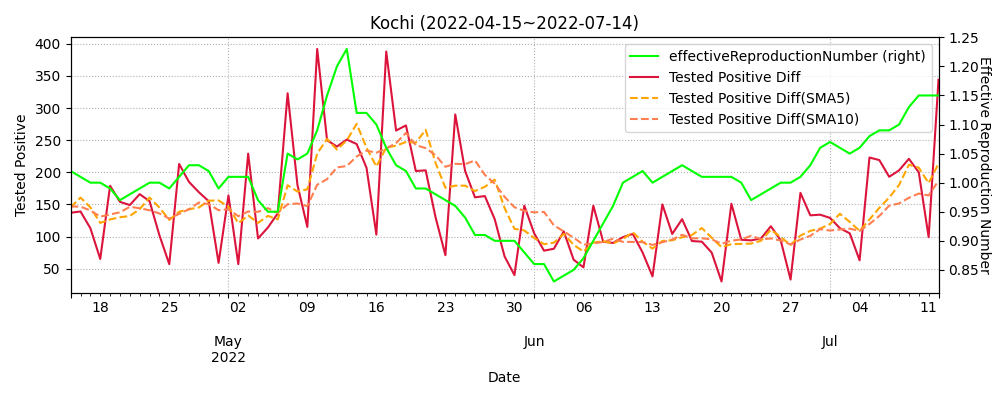 Kochi (2022-04-15~2022-07-14)
effectiveReproductionNumber (right)
Tested Positive Diff
Tested Positive Diff(SMA5)
Tested Positive Diff(SMA10)
Tested Positive
400
350
300
250
200
150
100
50
1.25
1.20
1.15
1.10
1.05
1.00
0.95
0.90
0.85
Effective Reproduction Number
18 25 02 09 16 23 30 06 13 20 27 04 11
May Jun Jul
2022
Date